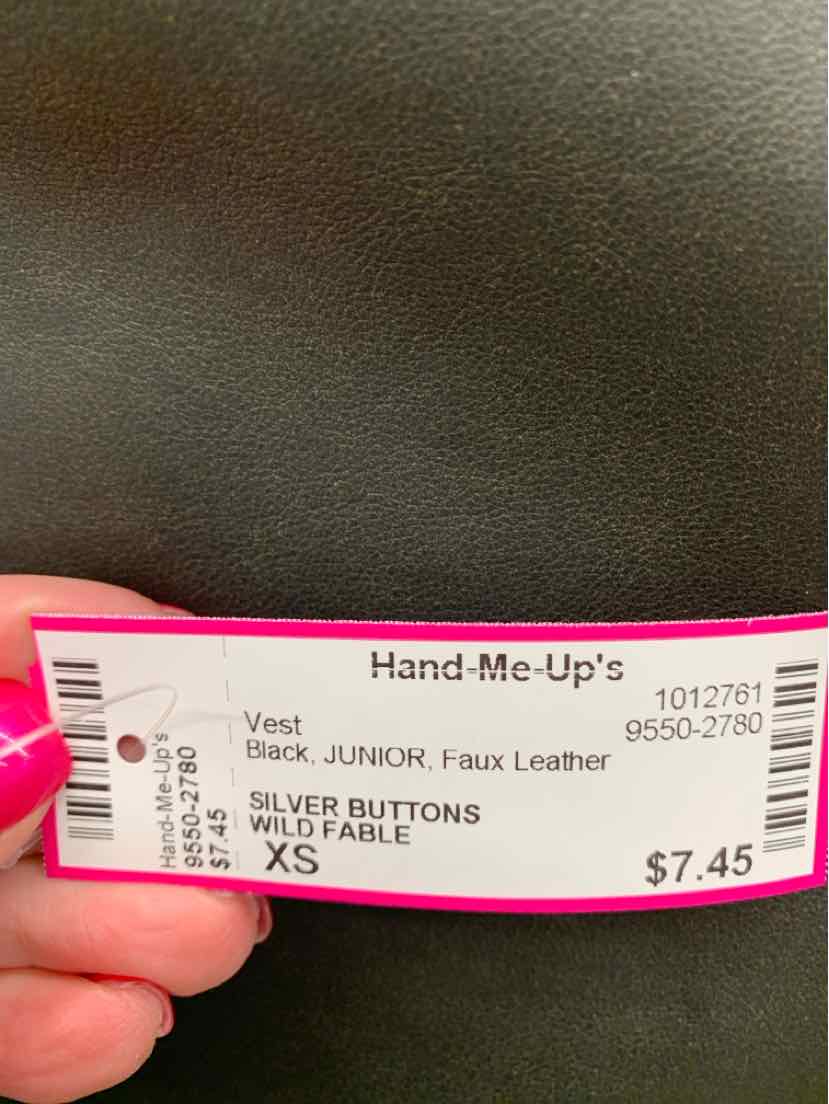 Hand-Me-Up's
1012761
Vest
9550-2780
Black, JUNIOR, Faux Leather
SILVER BUTTONS
WILD FABLE
XS
$7.45
Hand-Me-Up's
9550-2780
$7.45